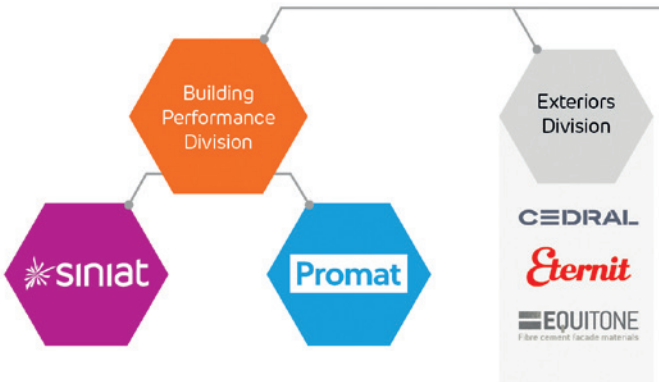 Building
Performance
Division
Exteriors
Division
siniat
Promat
CEDRAL
Eternit
EQUITONE
Fibre cement facade materials